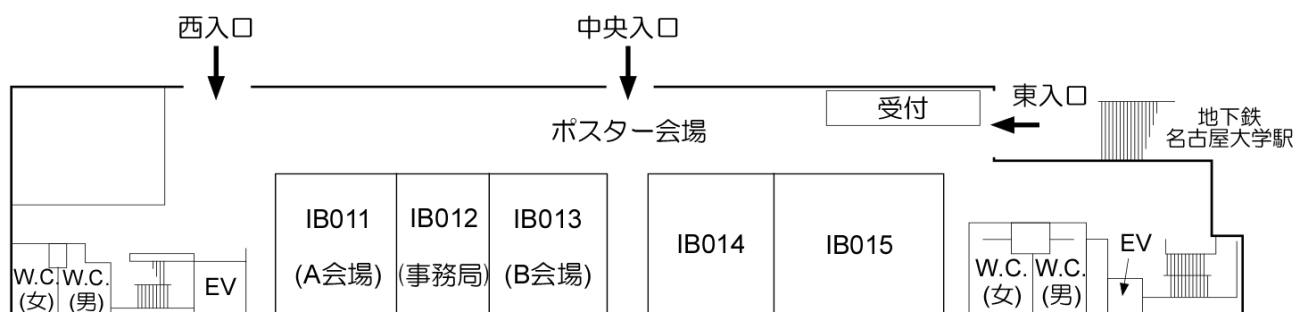 西入口
中央入口
東入口
受付
地下鉄
名古屋大学駅
ポスター会場
IB011
(A会場)
IB012
(事務局)
IB013
(B会場)
IB014
IB015
W.C.
(女)
W.C.
(男)
EV
W.C.
(女)
W.C.
(男)
EV